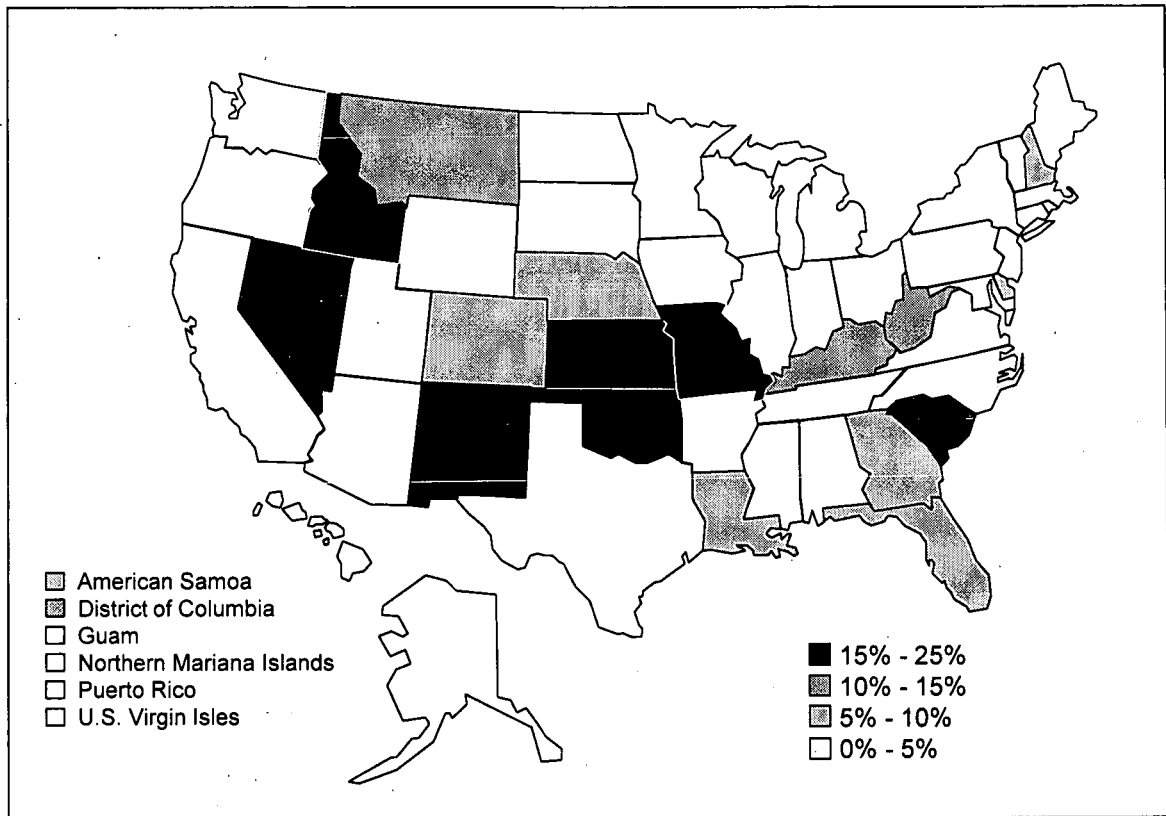 American Samoa
District of Columbia
Guam
Northern Mariana Islands
Puerto Rico
U.S. Virgin Isles
15% - 25%
10% - 15%
5% - 10%
0% - 5%